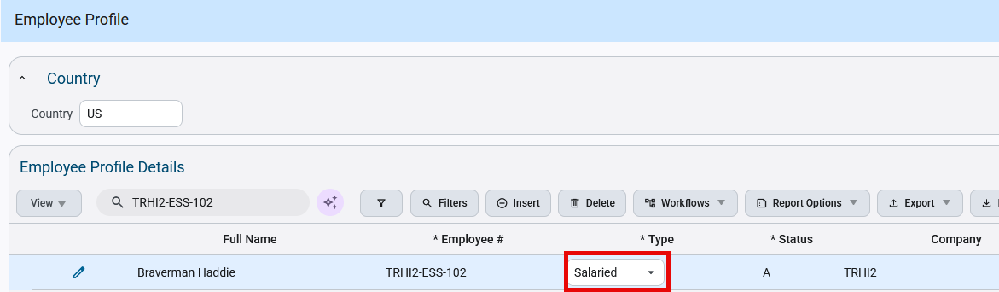 Employee Profile
Country
Country US
Employee Profile Details
View TRHI2-ESS-102 Filters Insert Delete Workflows Report Options Export
Full Name * Employee # * Type * Status Company
Braverman Haddie TRHI2-ESS-102 Salaried A TRHI2